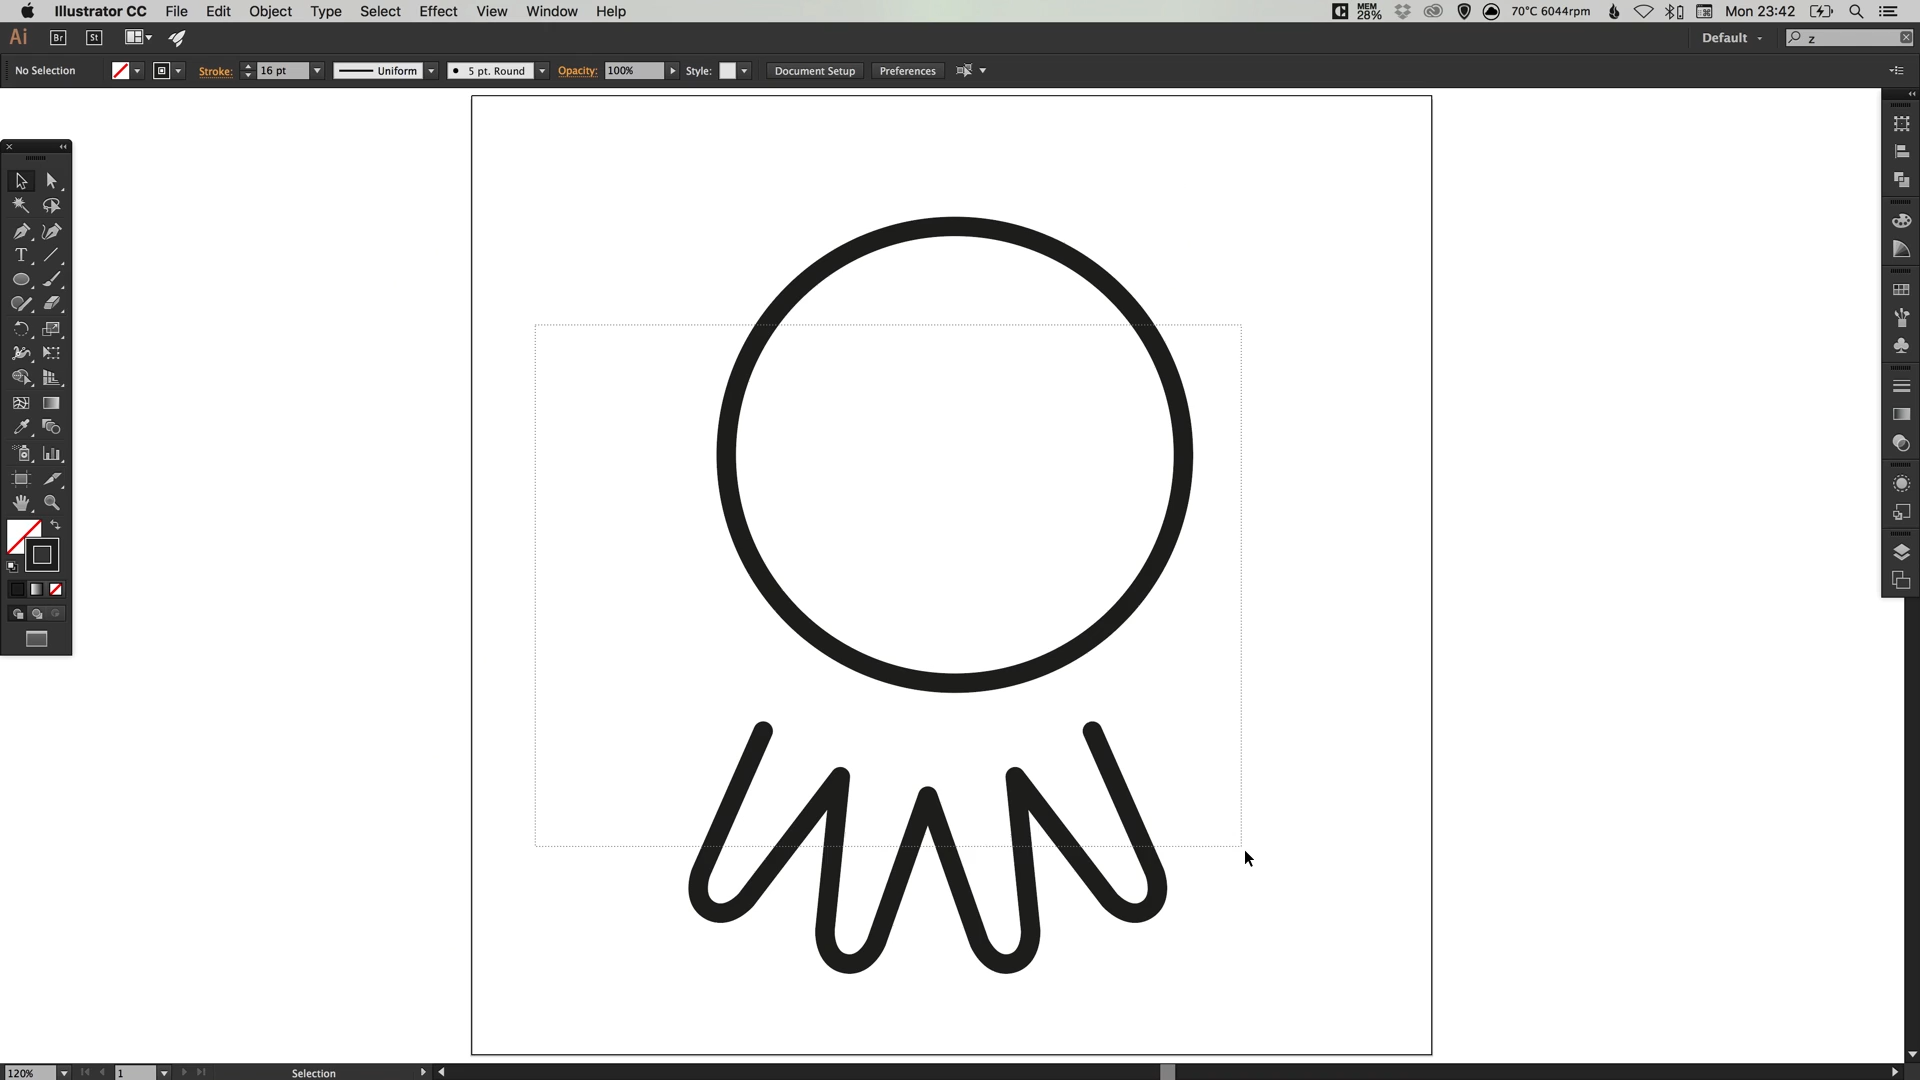 Illustrator CC File Edit Object Type Select Effect View Window Help MEM 28% 70°C 6044rpm Mon 23:42
Ai Br St Default z
No Selection Stroke: 16 pt Uniform 5 pt. Round Opacity: 100% Style: Document Setup Preferences
T
120% 1 Selection